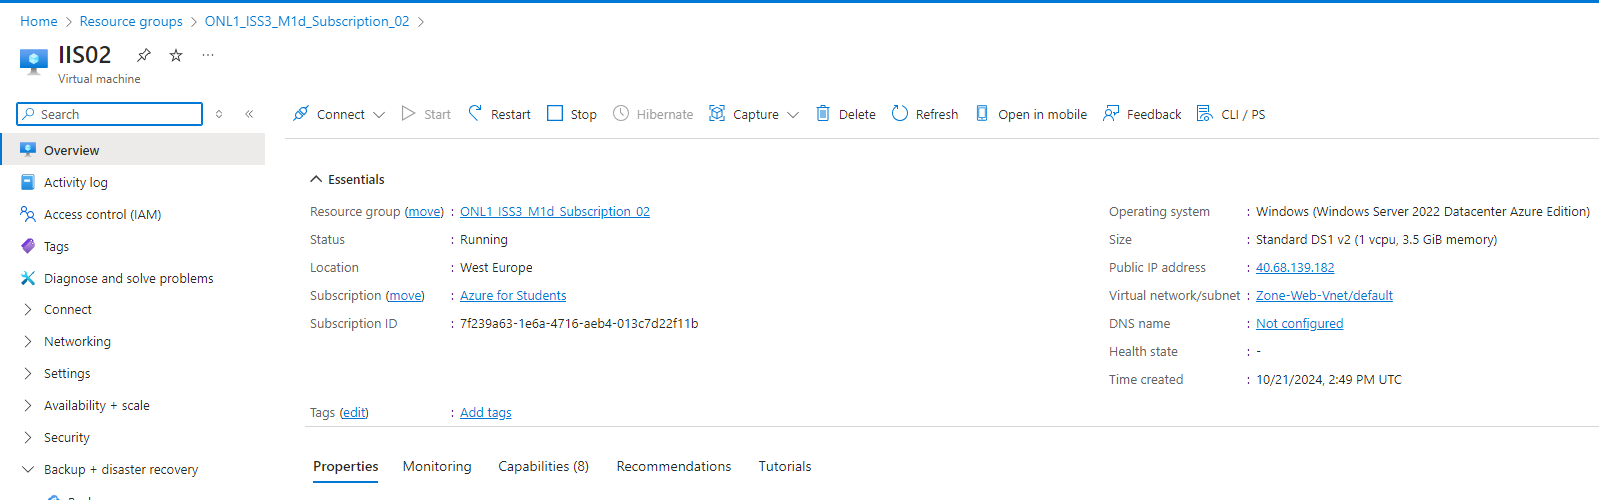 Home > Resource groups > ONL1_ISS3_M1d_Subscription_02 >
IIS02
Virtual machine
Search
Connect Start Restart Stop Hibernate Capture Delete Refresh Open in mobile Feedback CLI / PS
Overview
Activity log
Access control (IAM)
Tags
Diagnose and solve problems
Connect
Networking
Settings
Availability + scale
Security
Backup + disaster recovery
Essentials
Resource group (move) : ONL1_ISS3_M1d_Subscription_02
Status : Running
Location : West Europe
Subscription (move) : Azure for Students
Subscription ID : 7f239a63-1e6a-4716-aeb4-013c7d22f11b
Operating system : Windows (Windows Server 2022 Datacenter Azure Edition)
Size : Standard DS1 v2 (1 vcpu, 3.5 GiB memory)
Public IP address : 40.68.139.182
Virtual network/subnet : Zone-Web-Vnet/default
DNS name : Not configured
Health state : -
Time created : 10/21/2024, 2:49 PM UTC
Tags (edit) : Add tags
Properties Monitoring Capabilities (8) Recommendations Tutorials